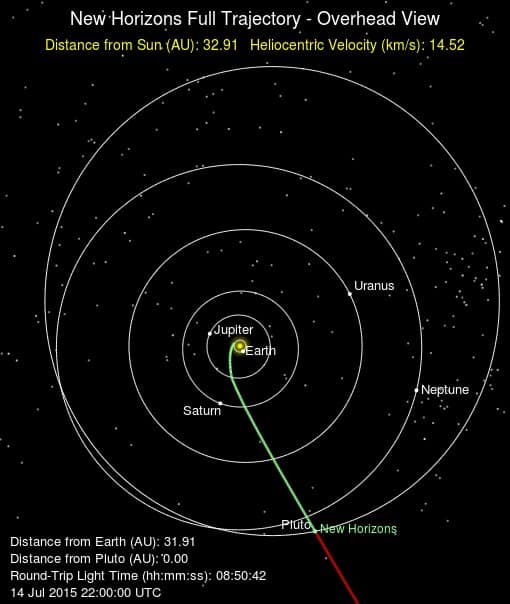 New Horizons Full Trajectory - Overhead View
Distance from Sun (AU): 32.91 Heliocentric Velocity (km/s): 14.52
Uranus
Jupiter
Earth
Neptune
Saturn
Pluto
New Horizons
Distance from Earth (AU): 31.91
Distance from Pluto (AU): 0.00
Round-Trip Light Time (hh:mm:ss): 08:50:42
14 Jul 2015 22:00:00 UTC